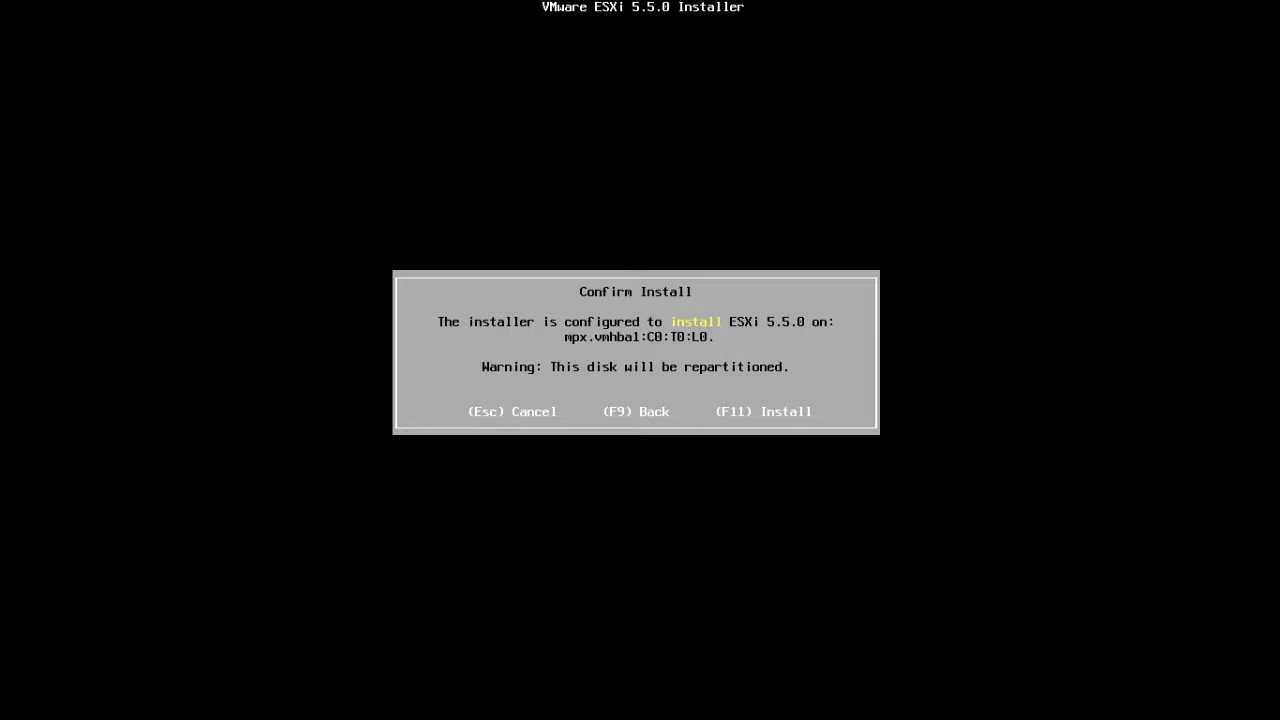 VMware ESXi 5.5.0 Installer
Confirm Install
The installer is configured to install ESXi 5.5.0 on:
mpx.vmhba1:C0:T0:L0.
Warning: This disk will be repartitioned.
(Esc) Cancel (F9) Back (F11) Install